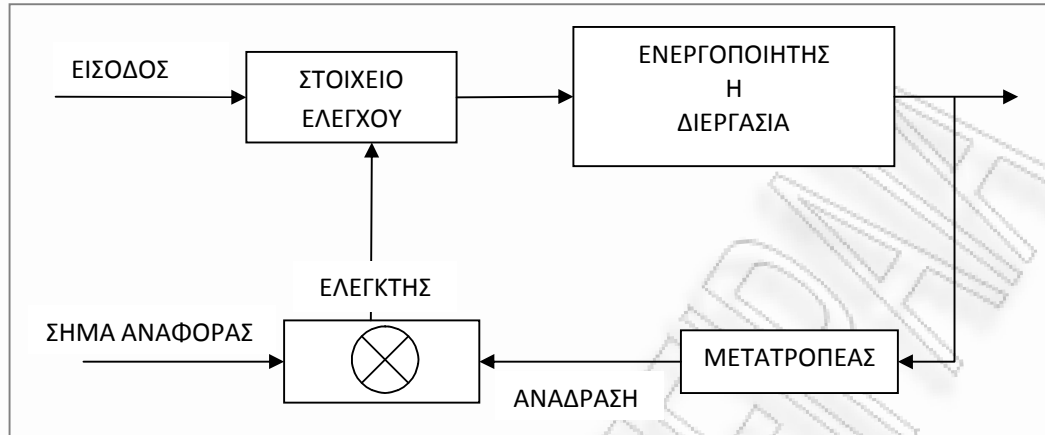 ΕΙΣΟΔΟΣ
ΣΤΟΙΧΕΙΟ
ΕΛΕΓΧΟΥ
ΕΝΕΡΓΟΠΟΙΗΤΗΣ
Η
ΔΙΕΡΓΑΣΙΑ
ΕΛΕΓΚΤΗΣ
ΣΗΜΑ ΑΝΑΦΟΡΑΣ
ΜΕΤΑΤΡΟΠΕΑΣ
ΑΝΑΔΡΑΣΗ